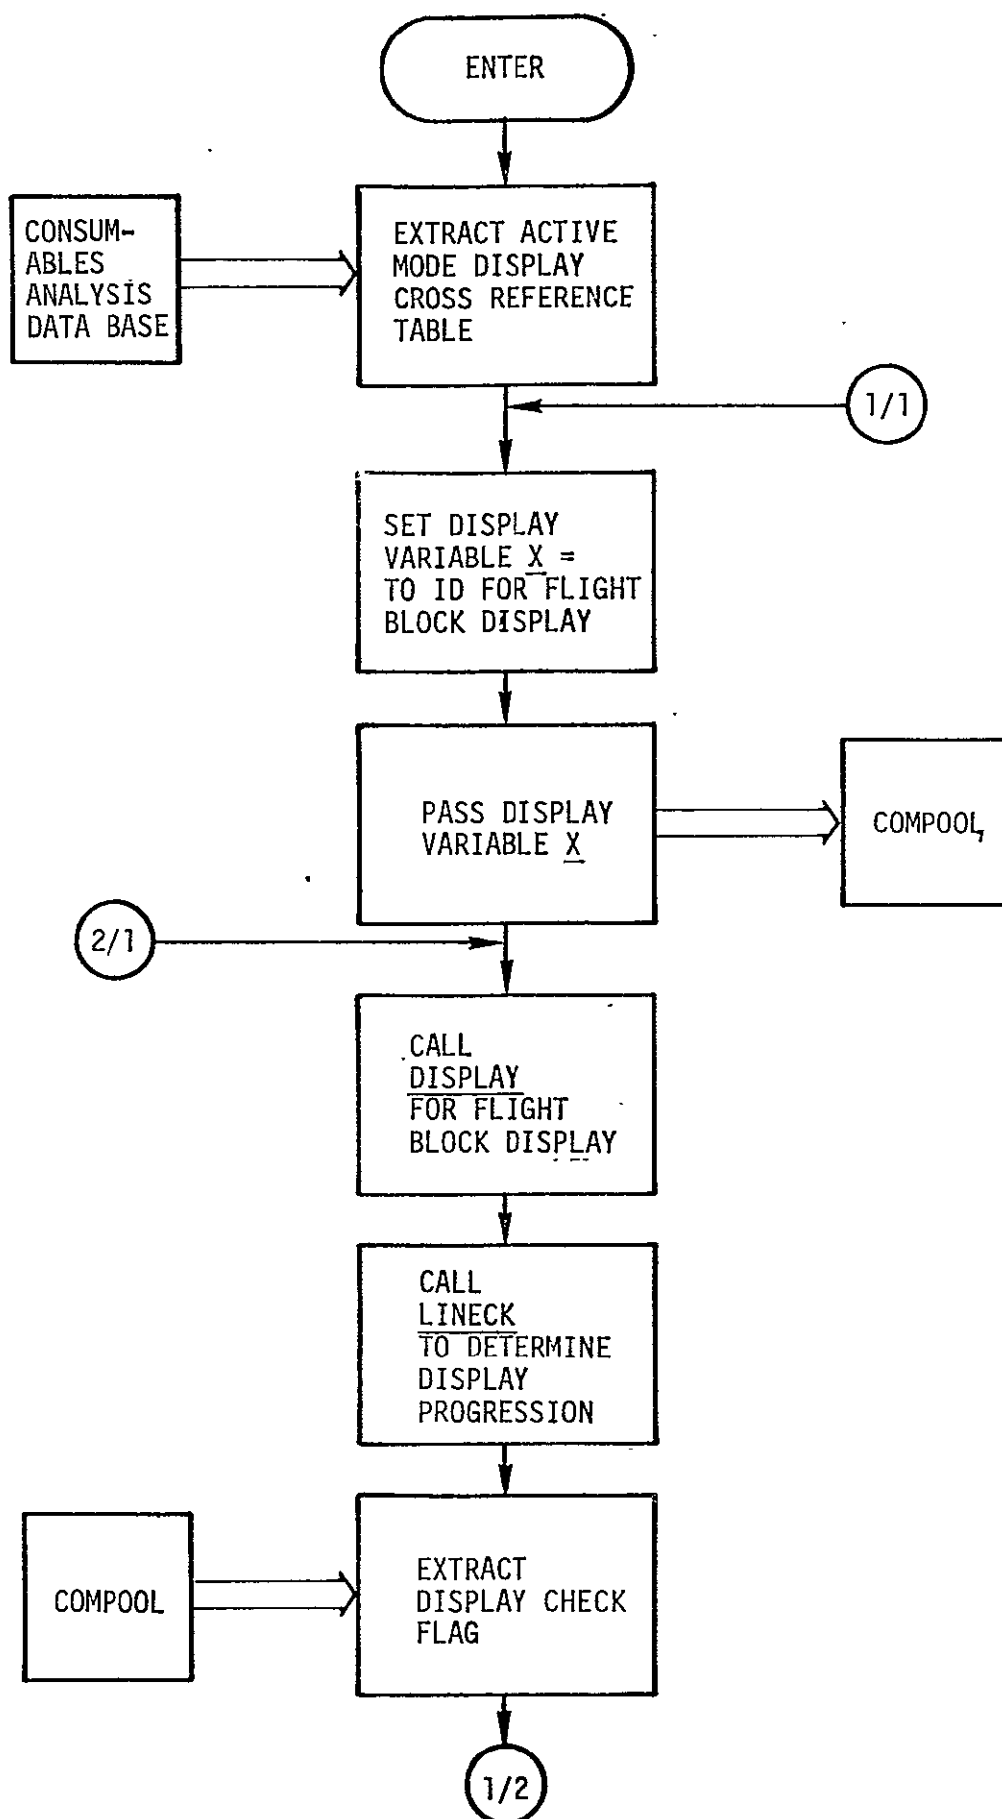 ENTER
CONSUM-
ABLES
ANALYSIS
DATA BASE
EXTRACT ACTIVE
MODE DISPLAY
CROSS REFERENCE
TABLE
1/1
SET DISPLAY
VARIABLE X =
TO ID FOR FLIGHT
BLOCK DISPLAY
PASS DISPLAY
VARIABLE X
COMPOOL
2/1
CALL
DISPLAY
FOR FLIGHT
BLOCK DISPLAY
CALL
LINECK
TO DETERMINE
DISPLAY
PROGRESSION
COMPOOL
EXTRACT
DISPLAY CHECK
FLAG
1/2